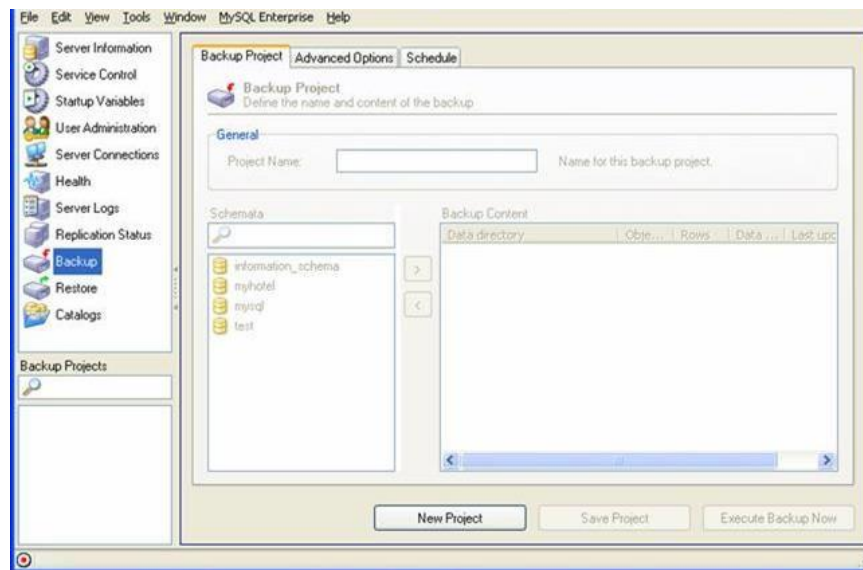 File Edit View Tools Window MySQL Enterprise Help
Server Information
Service Control
Startup Variables
User Administration
Server Connections
Health
Server Logs
Replication Status
Backup
Restore
Catalogs
Backup Projects
Backup Project Advanced Options Schedule
Backup Project
Define the name and content of the backup
General
Project Name: Name for this backup project.
Schemata
information_schema
myhotel
mysql
test
> 
<
Backup Content
Data directory Obje... Rows Data ... Last upd
New Project Save Project Execute Backup Now